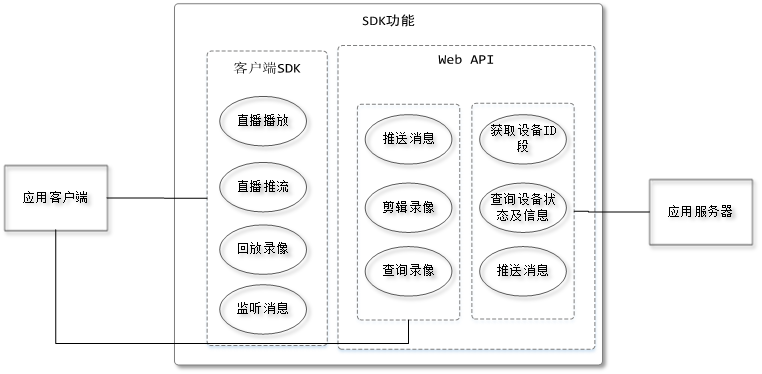 SDK功能
客户端SDK
Web API
直播播放
直播推流
回放录像
监听消息
推送消息
剪辑录像
查询录像
获取设备ID
段
查询设备状
态及信息
推送消息
应用客户端
应用服务器